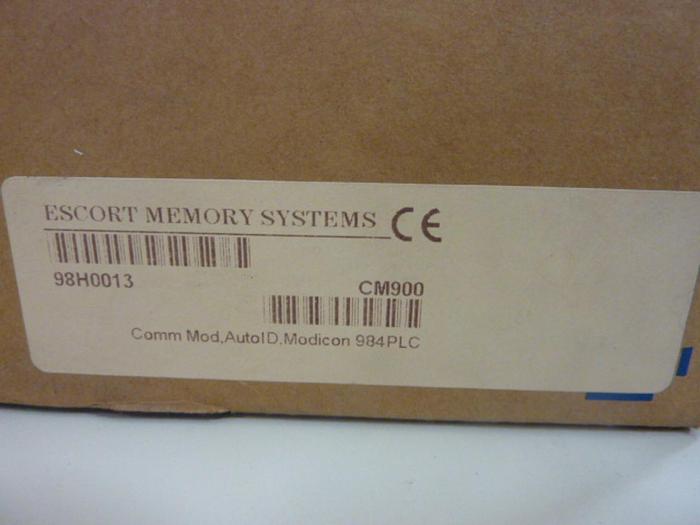 ESCORT MEMORY SYSTEMS CE
98H0013
CM900
Comm Mod,AutoID,Modicon 984PLC